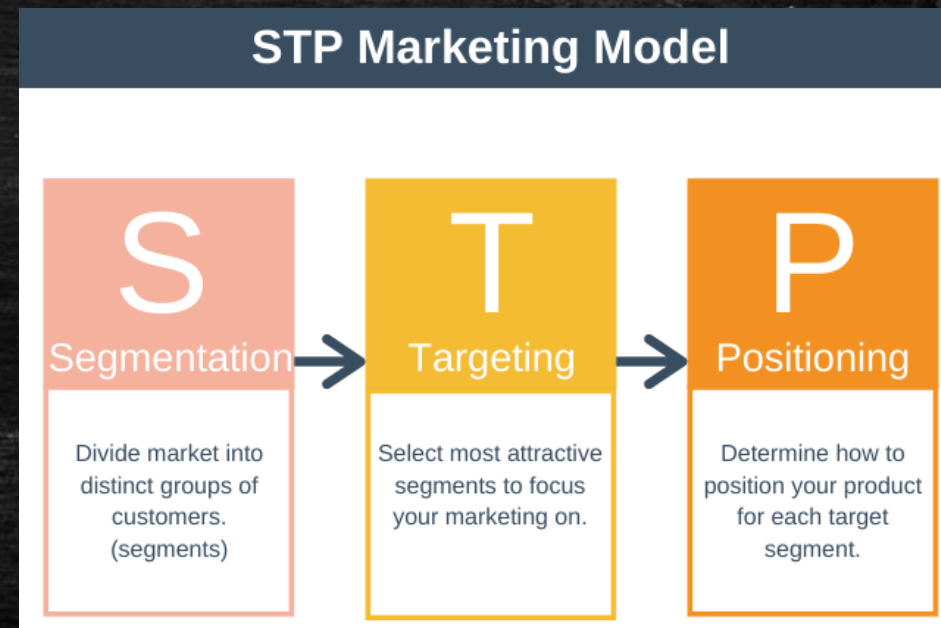 STP Marketing Model
S
Segmentation
Divide market into
distinct groups of
customers.
(segments)
T
Targeting
Select most attractive
segments to focus
your marketing on.
P
Positioning
Determine how to
position your product
for each target
segment.